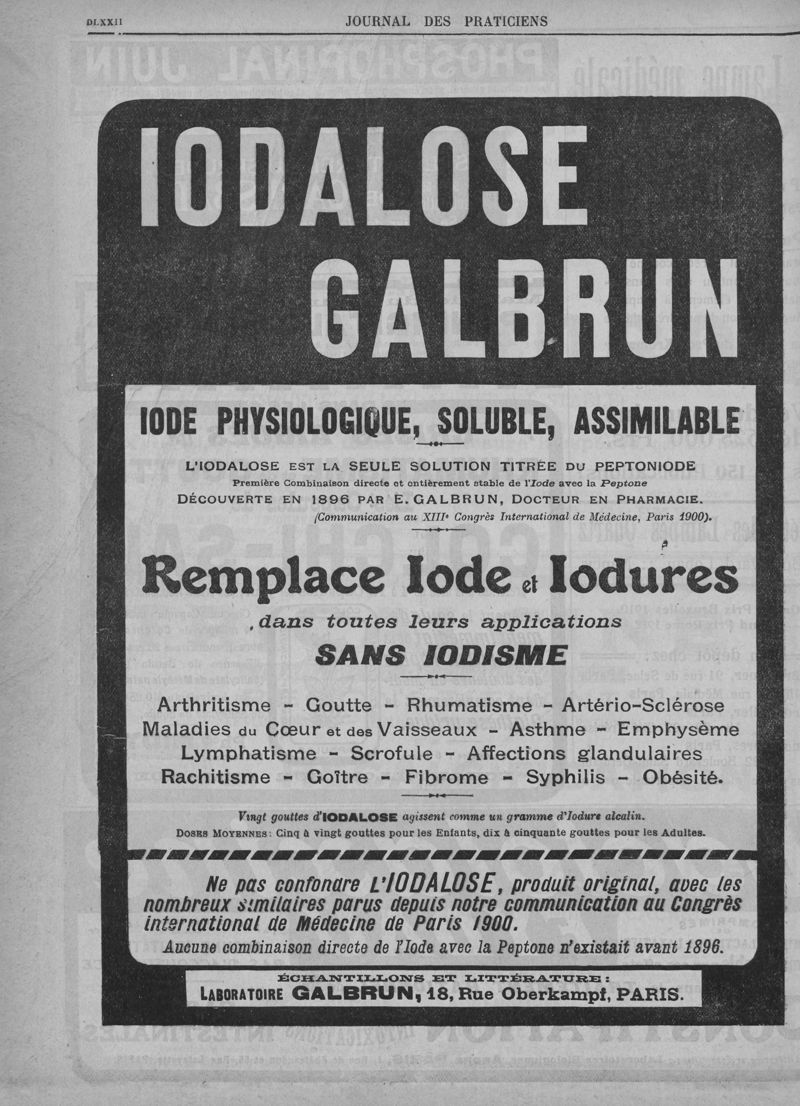 DLXXII
JOURNAL DES PRATICIENS
IODALOSE
GALBRUN
IODE PHYSIOLOGIQUE, SOLUBLE, ASSIMILABLE
L'IODALOSE EST LA SEULE SOLUTION TITRÉE DU PEPTONIODE
Première Combinaison directe et entièrement stable de l'Iode avec la Peptone
DÉCOUVERTE EN 1896 PAR E. GALBRUN, DOCTEUR EN PHARMACIE.
(Communication au XIIIᵉ Congrès International de Médecine, Paris 1900).
Remplace Iode et Iodures
dans toutes leurs applications
SANS IODISME
Arthritisme - Goutte - Rhumatisme - Artério-Sclérose
Maladies du Cœur et des Vaisseaux - Asthme - Emphysème
Lymphatisme - Scrofule - Affections glandulaires
Rachitisme - Goître - Fibrome - Syphilis - Obésité.
Vingt gouttes d'IODALOSE agissent comme un gramme d'Iodure alcalin.
DOSES MOYENNES: Cinq à vingt gouttes pour les Enfants, dix à cinquante gouttes pour les Adultes.
Ne pas confondre L'IODALOSE, produit original, avec les
nombreux similaires parus depuis notre communication au Congrès
international de Médecine de Paris 1900.
Aucune combinaison directe de l'Iode avec la Peptone n'existait avant 1896.
ÉCHANTILLONS ET LITTÉRATURE:
LABORATOIRE GALBRUN, 18, Rue Oberkampf, PARIS.